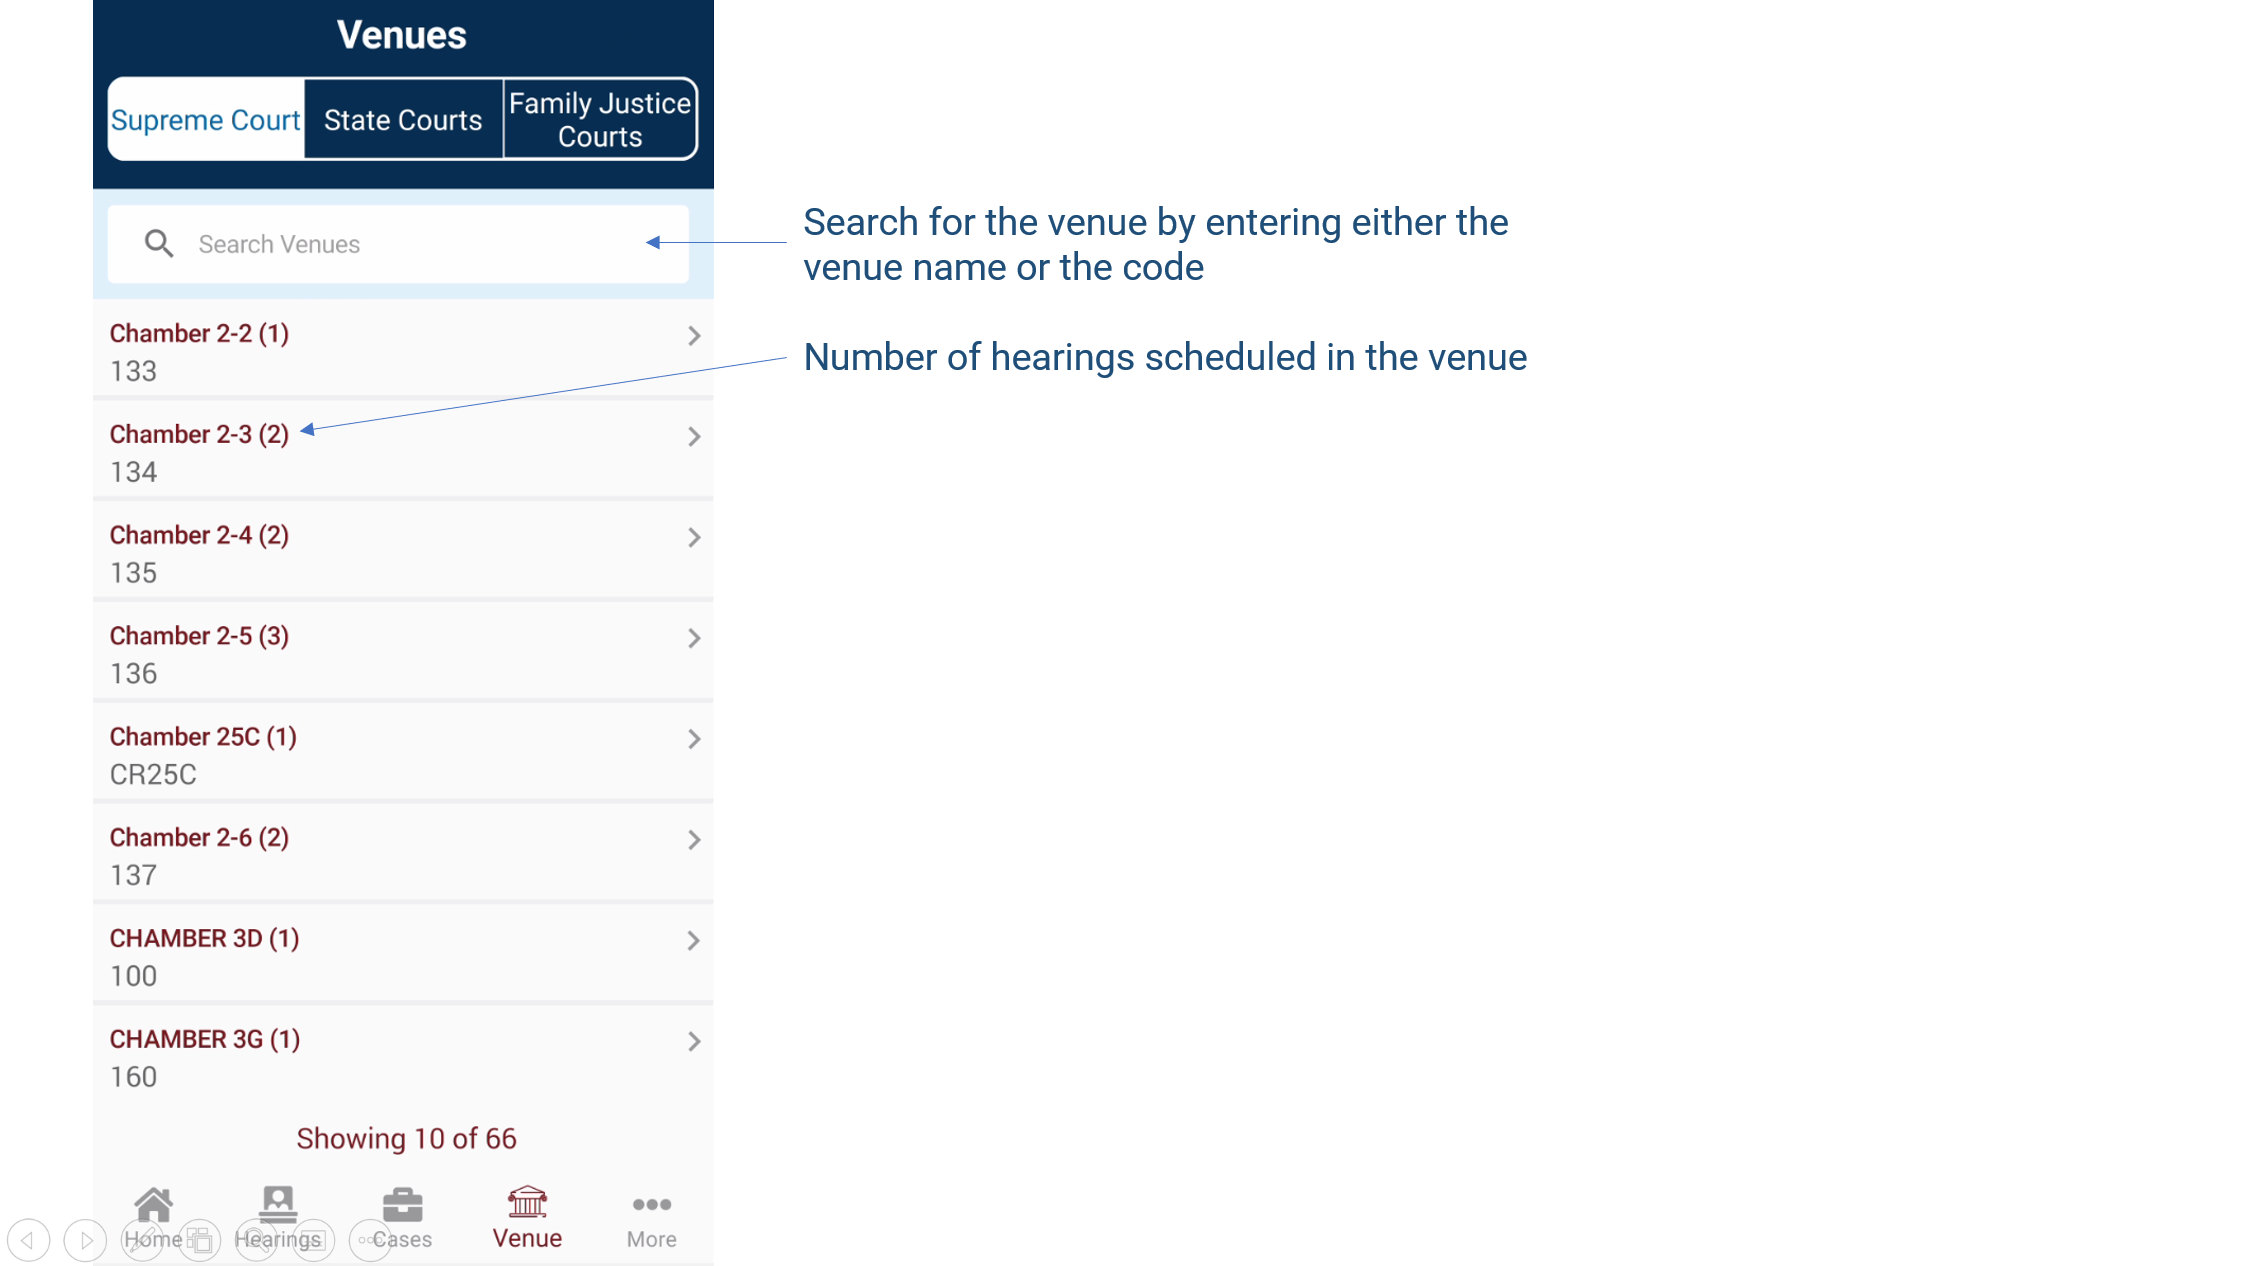 Venues
Supreme Court
State Courts
Family Justice
Courts
Search Venues
Search for the venue by entering either the
venue name or the code
Number of hearings scheduled in the venue
Chamber 2-2 (1)
133
Chamber 2-3 (2)
134
Chamber 2-4 (2)
135
Chamber 2-5 (3)
136
Chamber 25C (1)
CR25C
Chamber 2-6 (2)
137
CHAMBER 3D (1)
100
CHAMBER 3G (1)
160
Showing 10 of 66
Home
Hearings
Cases
Venue
More